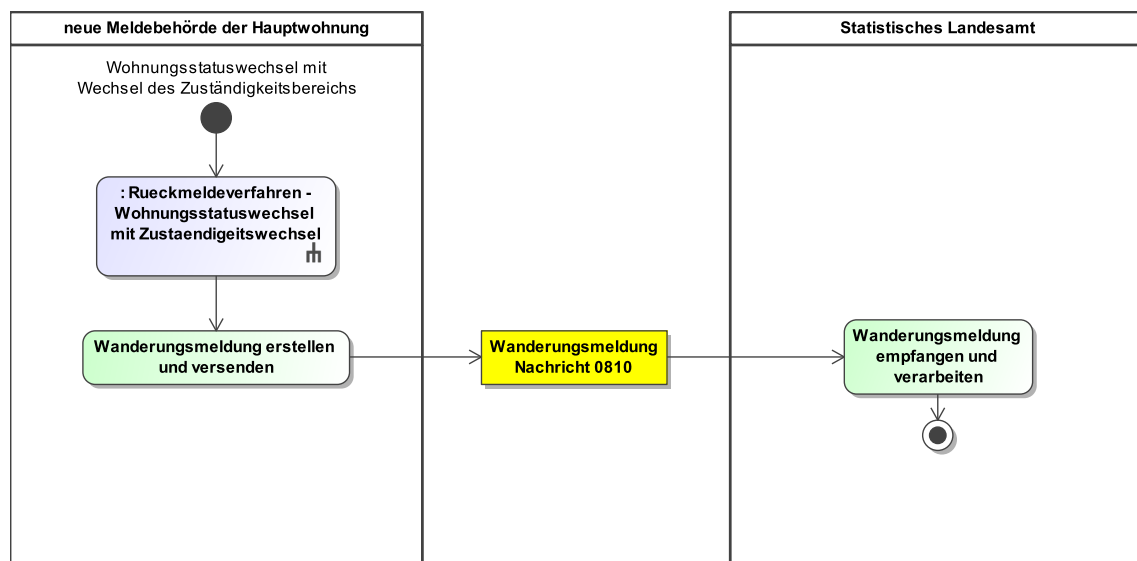 neue Meldebehörde der Hauptwohnung
Wohnungsstatuswechsel mit
Wechsel des Zuständigkeitsbereichs
: Rueckmeldeverfahren -
Wohnungsstatuswechsel
mit Zustaendigeitswechsel
Wanderungsmeldung erstellen
und versenden
Wanderungsmeldung
Nachricht 0810
Statistisches Landesamt
Wanderungsmeldung
empfangen und
verarbeiten